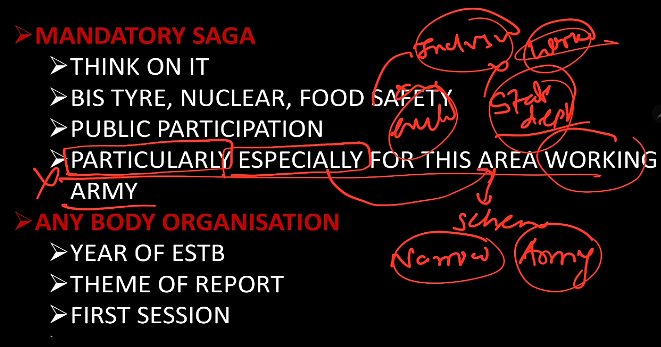 ➢MANDATORY SAGA
➢THINK ON IT
➢BIS TYRE, NUCLEAR, FOOD SAFETY
➢PUBLIC PARTICIPATION
➢PARTICULARLY ESPECIALLY FOR THIS AREA WORKING
ARMY
➢ANY BODY ORGANISATION
➢YEAR OF ESTB
➢THEME OF REPORT
➢FIRST SESSION
State
dept
scheme
Narrow
Army